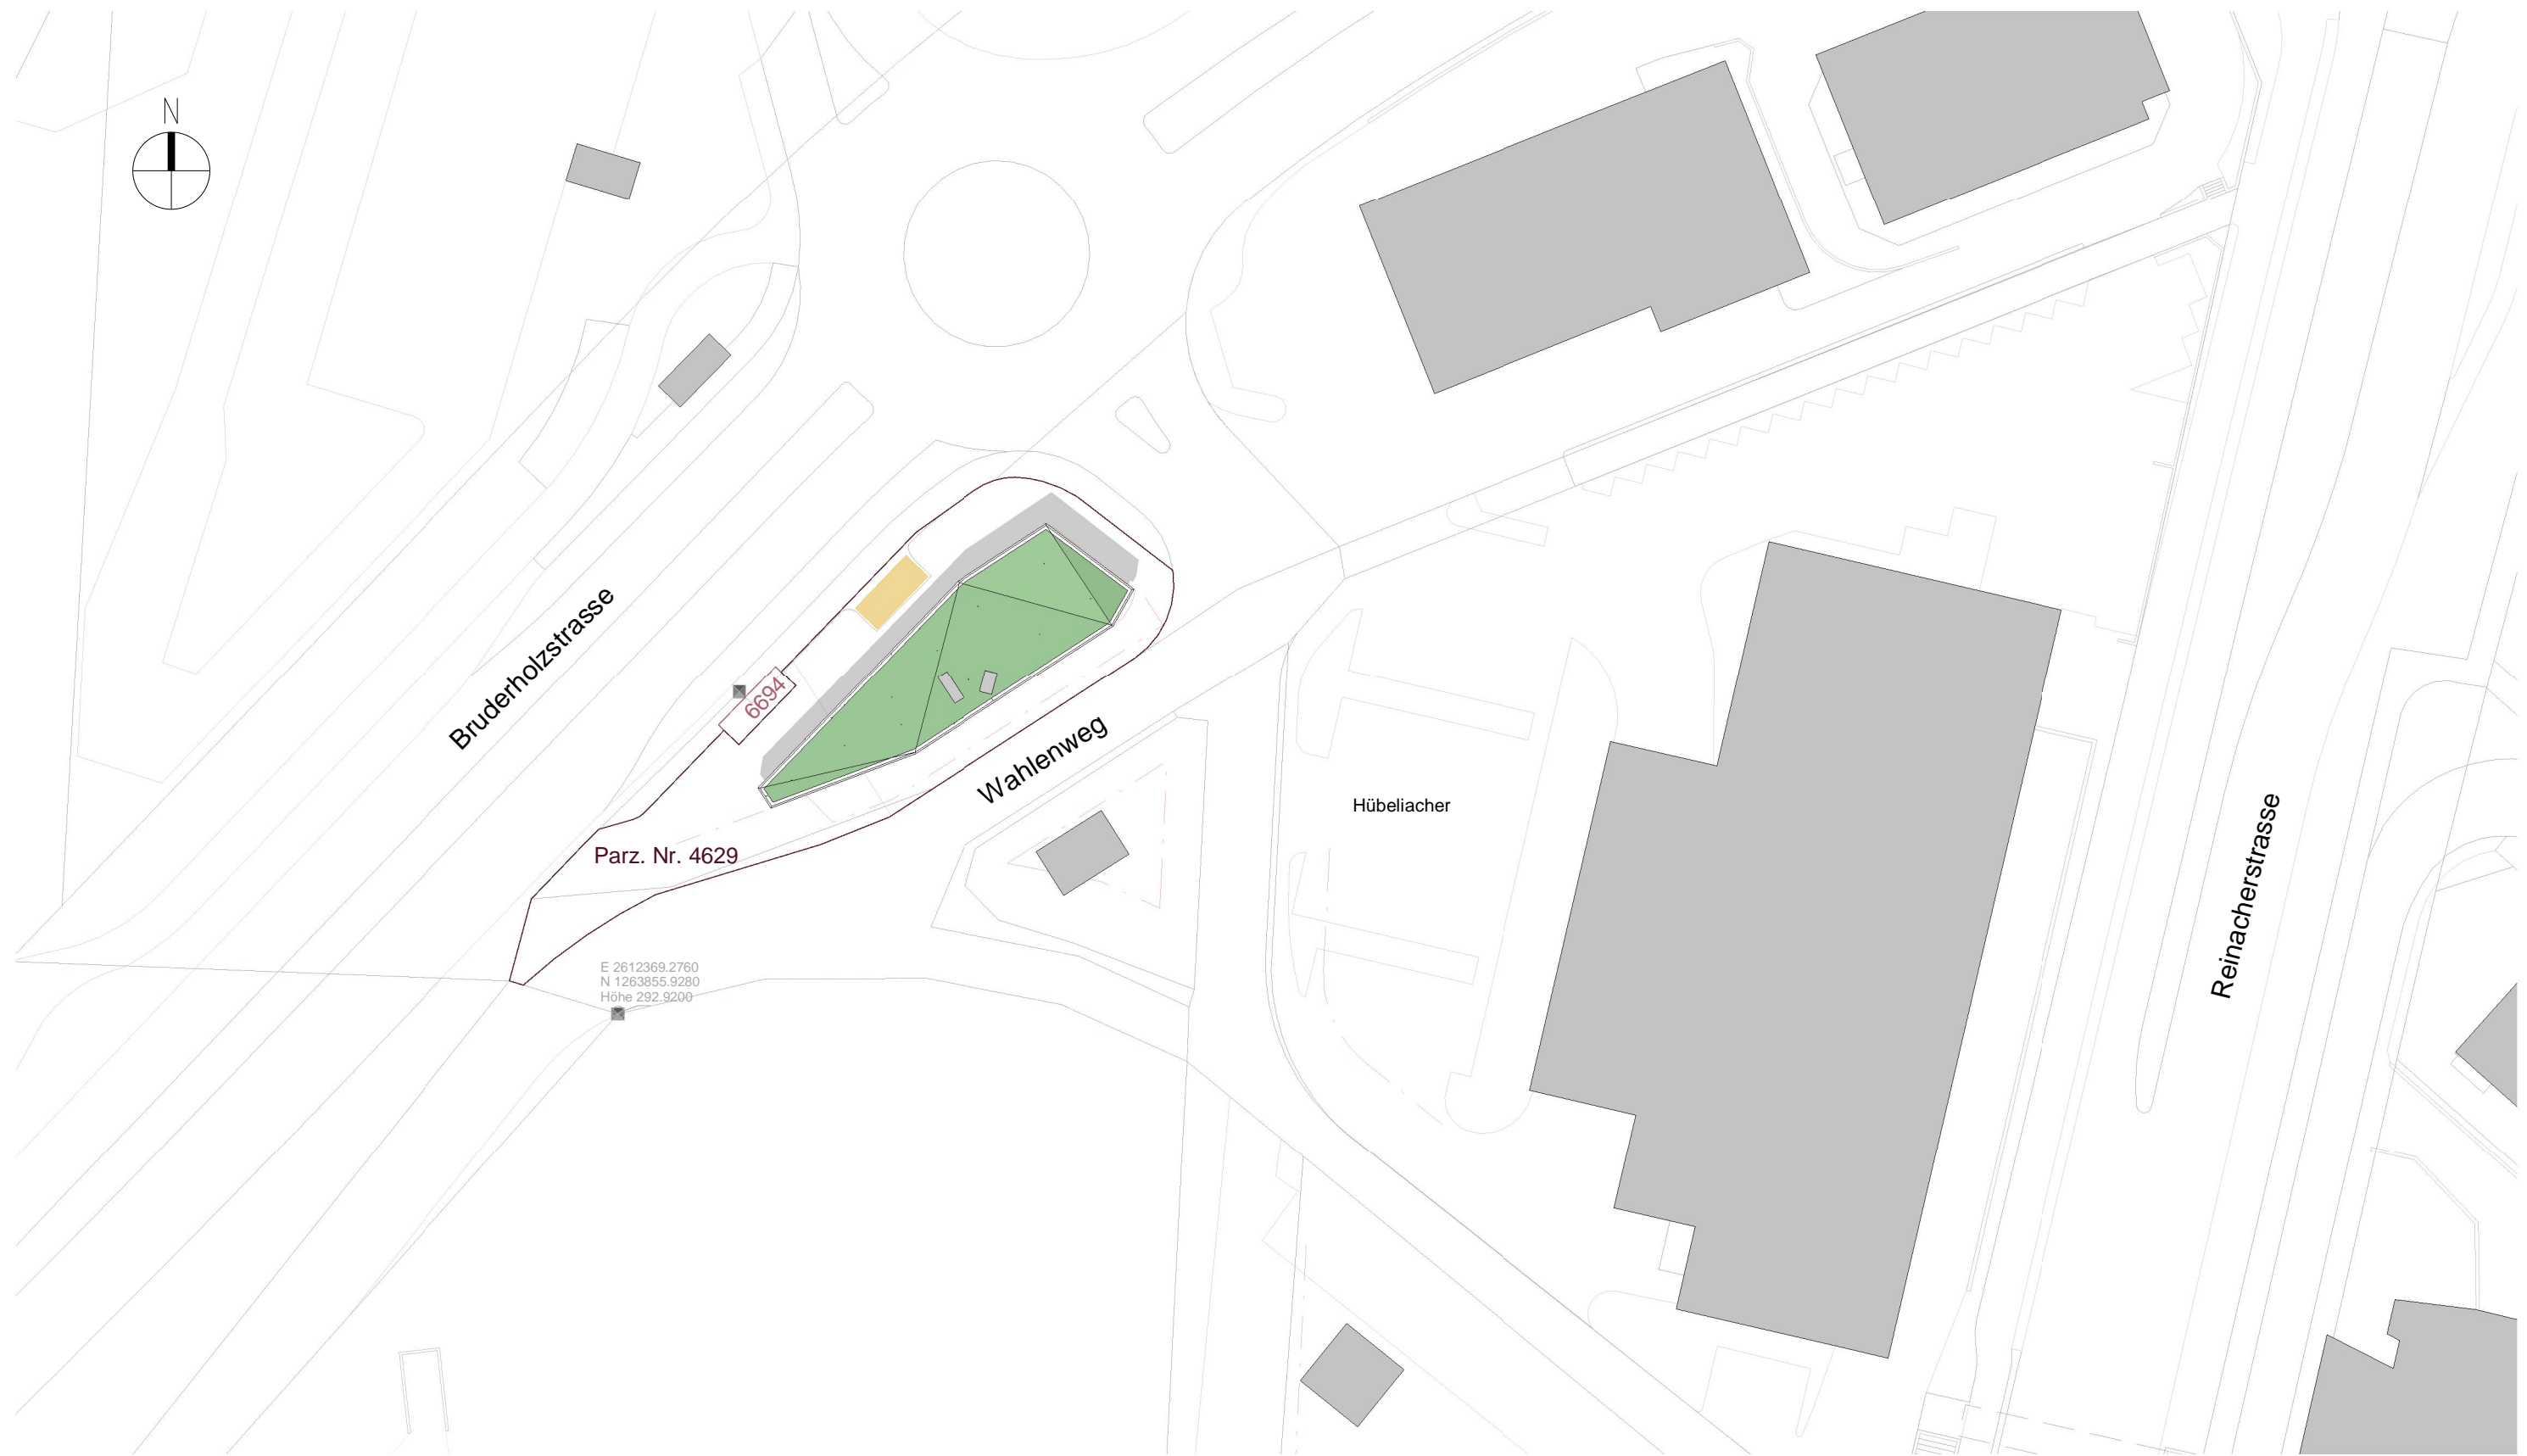 N
Bruderholzstrasse
6694
Wahlenweg
Hübeliacher
Reinacherstrasse
Parz. Nr. 4629
E 2612369.2760
N 1263855.9280
Höhe 292.9200